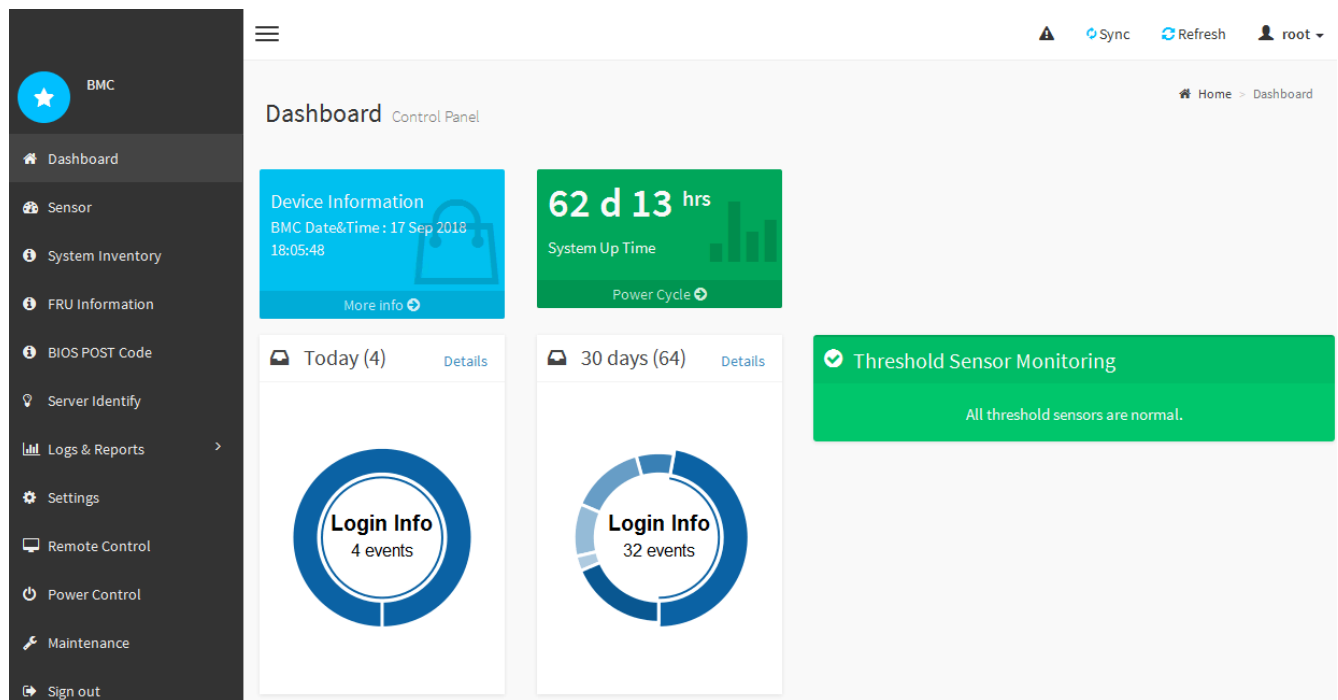 Sync
Refresh
root
BMC
Dashboard Control Panel
Home > Dashboard
Dashboard
Sensor
System Inventory
FRU Information
BIOS POST Code
Server Identify
Logs & Reports
Settings
Remote Control
Power Control
Maintenance
Sign out
Device Information
BMC Date&Time : 17 Sep 2018
18:05:48
More info
62 d 13 hrs
System Up Time
Power Cycle
Today (4) Details
Login Info
4 events
30 days (64) Details
Login Info
32 events
Threshold Sensor Monitoring
All threshold sensors are normal.